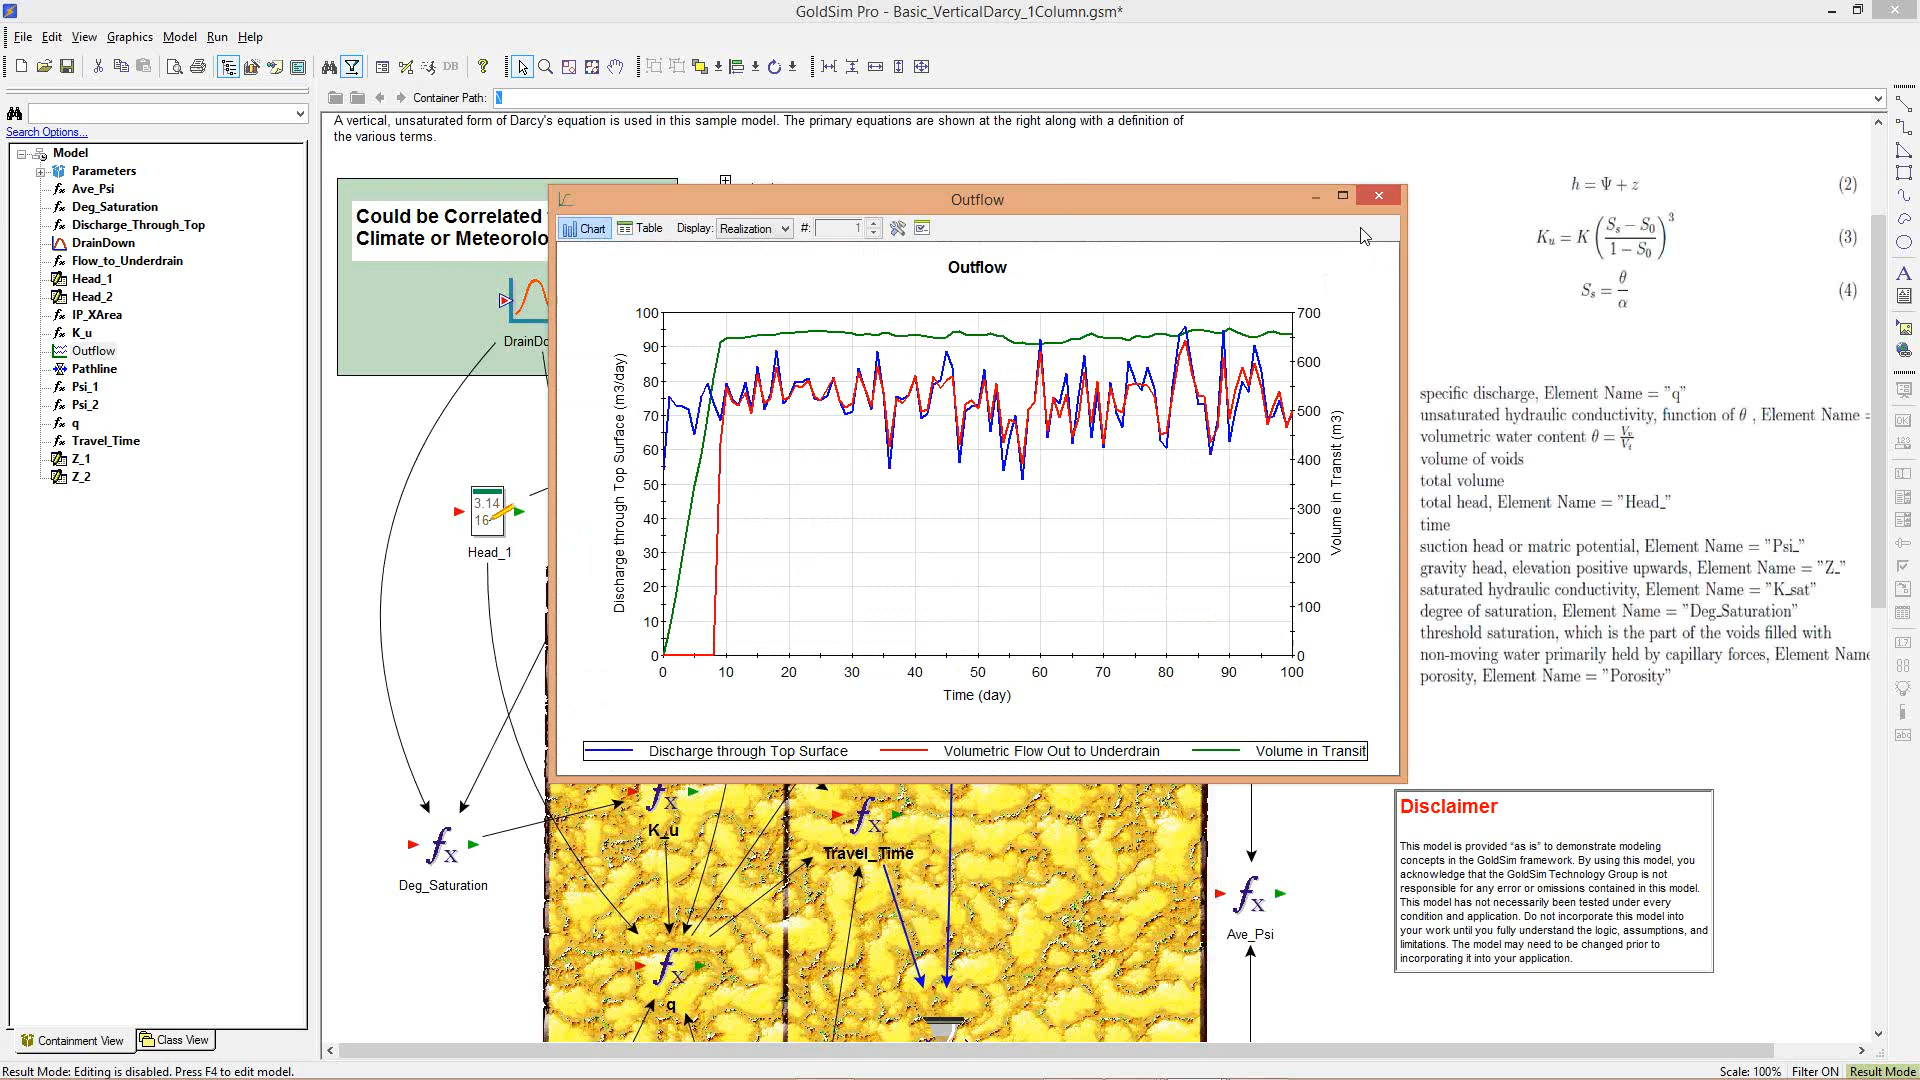 GoldSim Pro - Basic_VerticalDarcy_1Column.gsm*
File Edit View Graphics Model Run Help
DB
Container Path: \
Search Options...
Model
Parameters
Ave_Psi
Deg_Saturation
Discharge_Through_Top
DrainDown
Flow_to_Underdrain
Head_1
Head_2
IP_XArea
K_u
Outflow
Pathline
Psi_1
Psi_2
q
Travel_Time
Z_1
Z_2
Containment View Class View
A vertical, unsaturated form of Darcy's equation is used in this sample model. The primary equations are shown at the right along with a definition of
the various terms.
Could be Correlated
Climate or Meteorolo
DrainDo
3.14
16
Head_1
Deg_Saturation
K_u
Travel_Time
q
Ave_Psi
Outflow
Chart Table Display: Realization #: 1
Outflow
Discharge through Top Surface (m3/day)
100
90
80
70
60
50
40
30
20
10
0
0 10 20 30 40 50 60 70 80 90 100
Time (day)
700
600
500
400
300
200
100
0
Volume in Transit (m3)
Discharge through Top Surface Volumetric Flow Out to Underdrain Volume in Transit
h = Ψ + z (2)
K_u = K ((S_s − S_0) / (1 − S_0))^3 (3)
S_s = θ/α (4)
specific discharge, Element Name = "q"
unsaturated hydraulic conductivity, function of θ , Element Name =
volumetric water content θ = V_v/V_t
volume of voids
total volume
total head, Element Name = "Head_"
time
suction head or matric potential, Element Name = "Psi_"
gravity head, elevation positive upwards, Element Name = "Z_"
saturated hydraulic conductivity, Element Name = "K_sat"
degree of saturation, Element Name = "Deg_Saturation"
threshold saturation, which is the part of the voids filled with
non-moving water primarily held by capillary forces, Element Name
porosity, Element Name = "Porosity"
Disclaimer
This model is provided "as is" to demonstrate modeling
concepts in the GoldSim framework. By using this model, you
acknowledge that the GoldSim Technology Group is not
responsible for any error or omissions contained in this model.
This model has not necessarily been tested under every
condition and application. Do not incorporate this model into
your work until you fully understand the logic, assumptions, and
limitations. The model may need to be changed prior to
incorporating it into your application.
Result Mode: Editing is disabled. Press F4 to edit model.
Scale: 100% Filter ON Result Mode